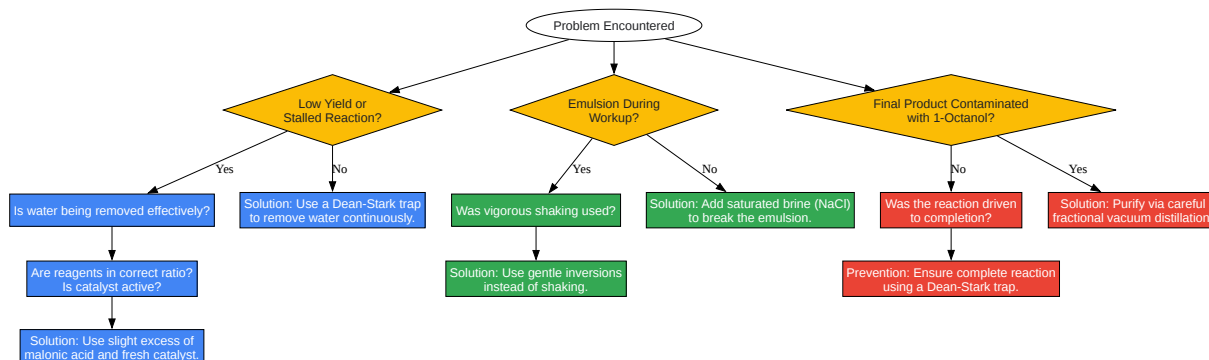 Problem Encountered
Low Yield or
Stalled Reaction?
Emulsion During
Workup?
Final Product Contaminated
with 1-Octanol?
Yes
No
Yes
No
No
Yes
Is water being removed effectively?
Solution: Use a Dean-Stark trap
to remove water continuously.
Was vigorous shaking used?
Solution: Add saturated brine (NaCl)
to break the emulsion.
Was the reaction driven
to completion?
Solution: Purify via careful
fractional vacuum distillation
Are reagents in correct ratio?
Is catalyst active?
Solution: Use gentle inversions
instead of shaking.
Prevention: Ensure complete reaction
using a Dean-Stark trap.
Solution: Use slight excess of
malonic acid and fresh catalyst.